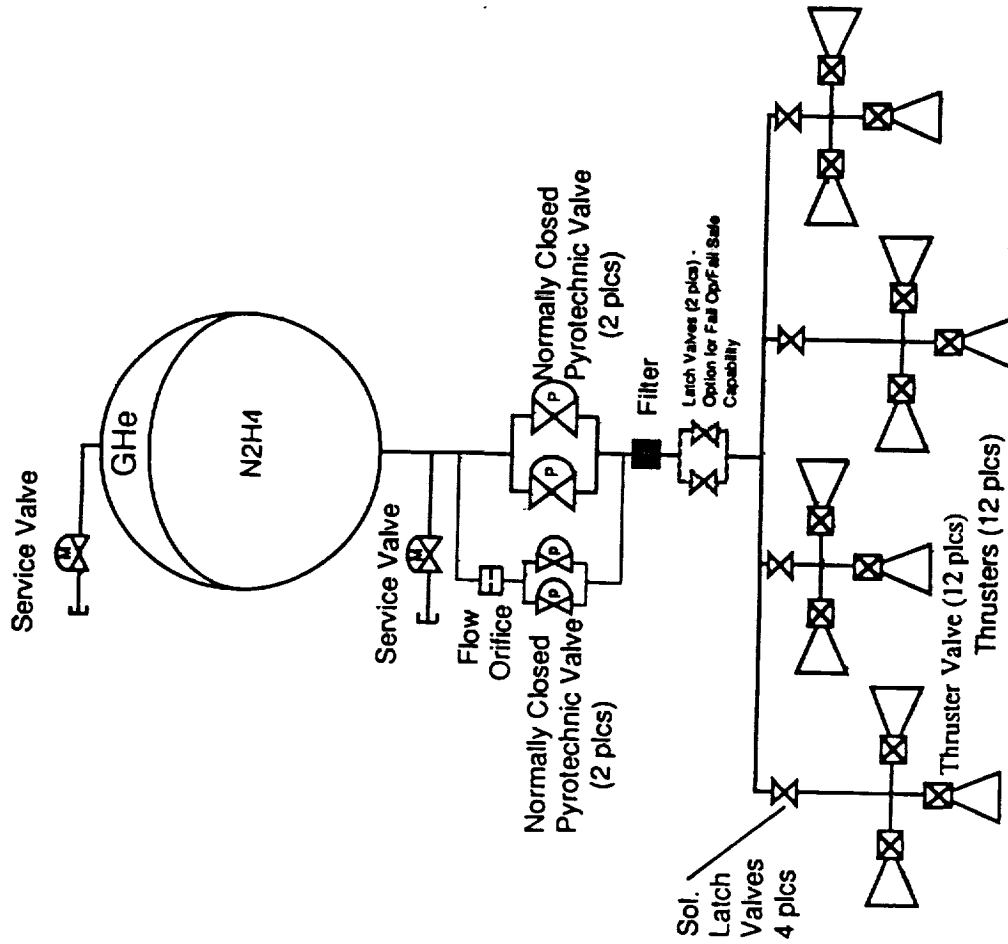 Service Valve
M
GHe
N2H4
Service Valve
M
Flow
Orifice
Normally Closed
Pyrotechnic Valve
(2 plcs)
P
P
Normally Closed
Pyrotechnic Valve
(2 plcs)
P
P
Filter
Latch Valves (2 plcs) -
Option for Fail Op/Fail Safe
Capability
Sol.
Latch
Valves
4 plcs
Thruster Valve (12 plcs)
Thrusters (12 plcs)